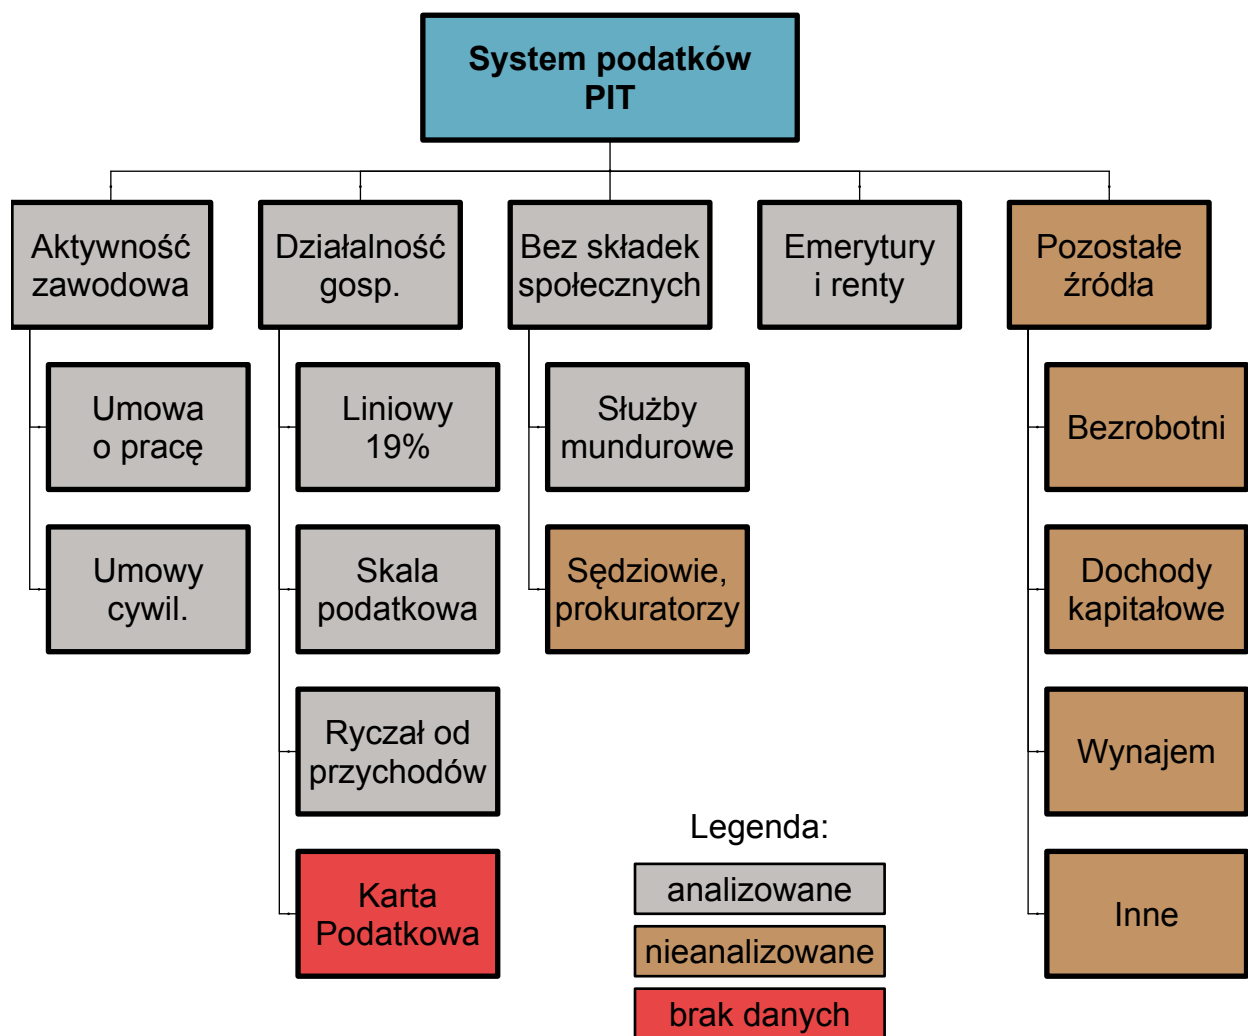 System podatków
PIT
Aktywność
zawodowa
Działalność
gosp.
Bez składek
społecznych
Emerytury
i renty
Pozostałe
źródła
Umowa
o pracę
Liniowy
19%
Służby
mundurowe
Bezrobotni
Umowy
cywil.
Skala
podatkowa
Sędziowie,
prokuratorzy
Dochody
kapitałowe
Ryczał od
przychodów
Wynajem
Karta
Podatkowa
Inne
Legenda:
analizowane
nieanalizowane
brak danych